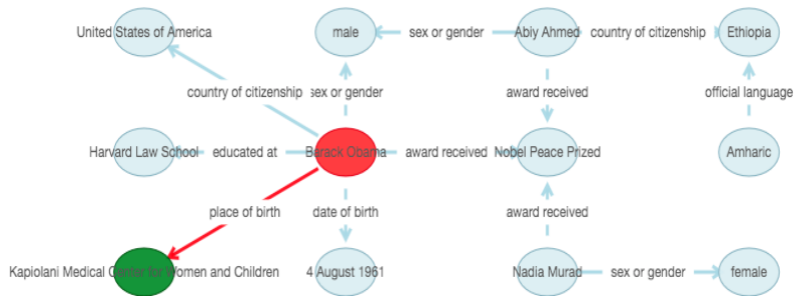 United States of America
male
sex or gender
Abiy Ahmed
country of citizenship
Ethiopia
country of citizenship
sex or gender
award received
official language
Harvard Law School
educated at
Barack Obama
award received
Nobel Peace Prized
Amharic
place of birth
date of birth
award received
Kapiolani Medical Center for Women and Children
4 August 1961
Nadia Murad
sex or gender
female